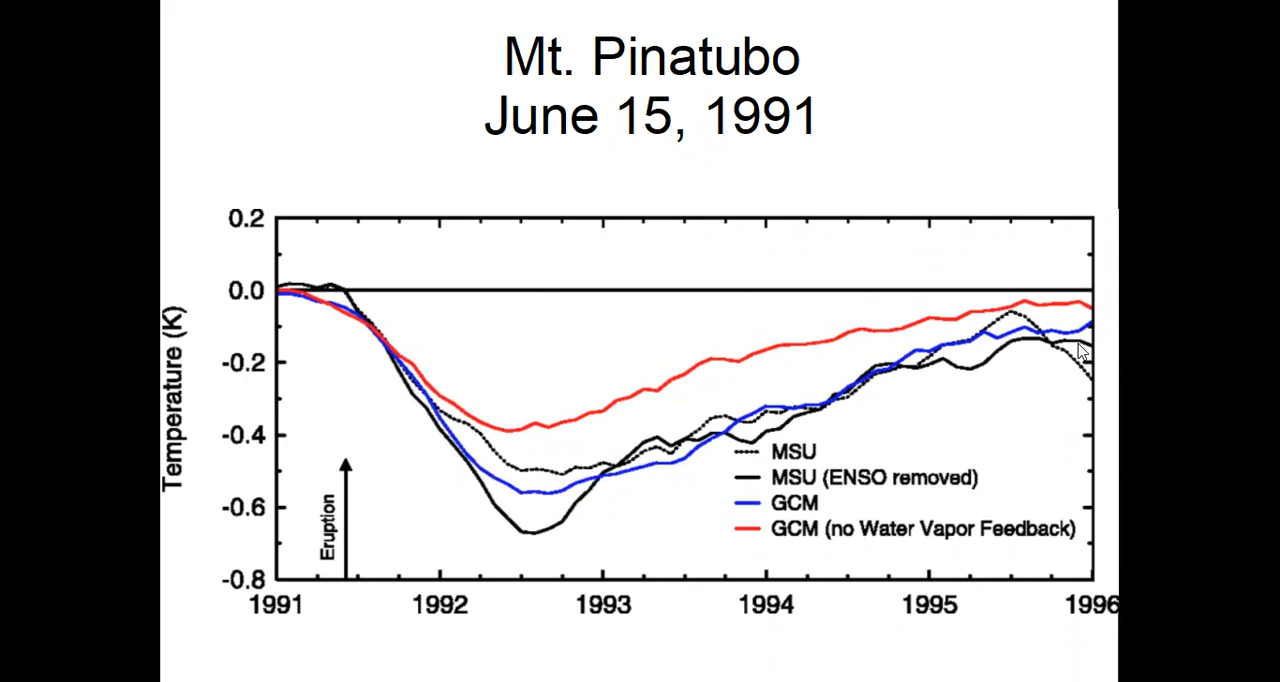 Mt. Pinatubo
June 15, 1991
0.2
0.0
-0.2
-0.4
-0.6
-0.8
Temperature (K)
Eruption
MSU
MSU (ENSO removed)
GCM
GCM (no Water Vapor Feedback)
1991 1992 1993 1994 1995 1996